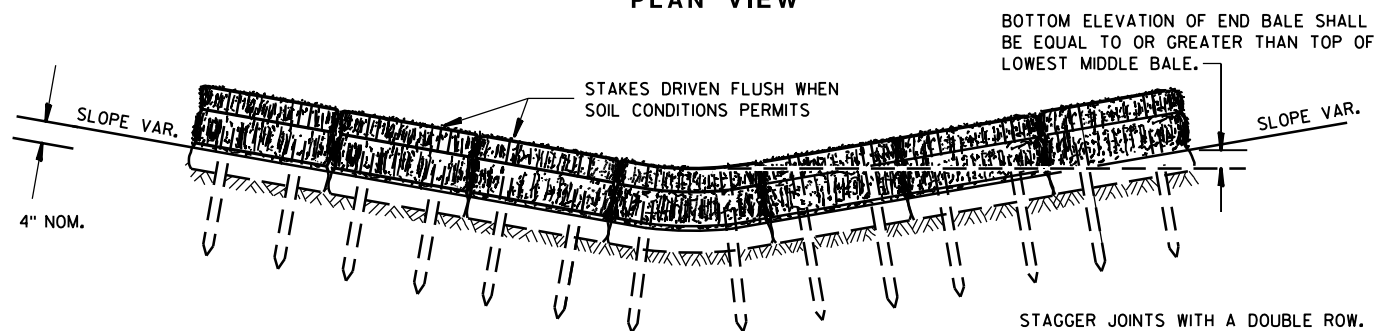 PLAN VIEW
BOTTOM ELEVATION OF END BALE SHALL
BE EQUAL TO OR GREATER THAN TOP OF
LOWEST MIDDLE BALE.
STAKES DRIVEN FLUSH WHEN
SOIL CONDITIONS PERMITS
SLOPE VAR.
SLOPE VAR.
4" NOM.
STAGGER JOINTS WITH A DOUBLE ROW.